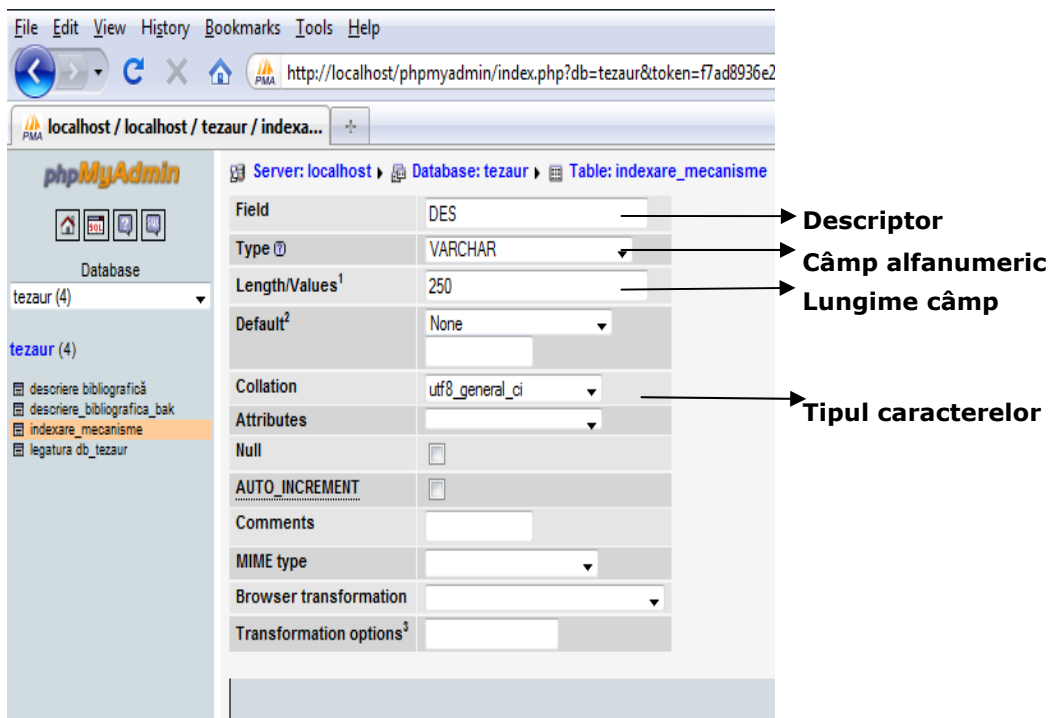 File Edit View History Bookmarks Tools Help
PMA http://localhost/phpmyadmin/index.php?db=tezaur&token=f7ad8936e2
PMA localhost / localhost / tezaur / indexa...
phpMyAdmin
SQL
Database
tezaur (4)
tezaur (4)
descriere bibliografică
descriere_bibliografica_bak
indexare_mecanisme
legatura db_tezaur
Server: localhost Database: tezaur Table: indexare_mecanisme
Field DES Descriptor
Type VARCHAR Câmp alfanumeric
Length/Values1 250 Lungime câmp
Default2 None
Collation utf8_general_ci Tipul caracterelor
Attributes
Null
AUTO_INCREMENT
Comments
MIME type
Browser transformation
Transformation options3